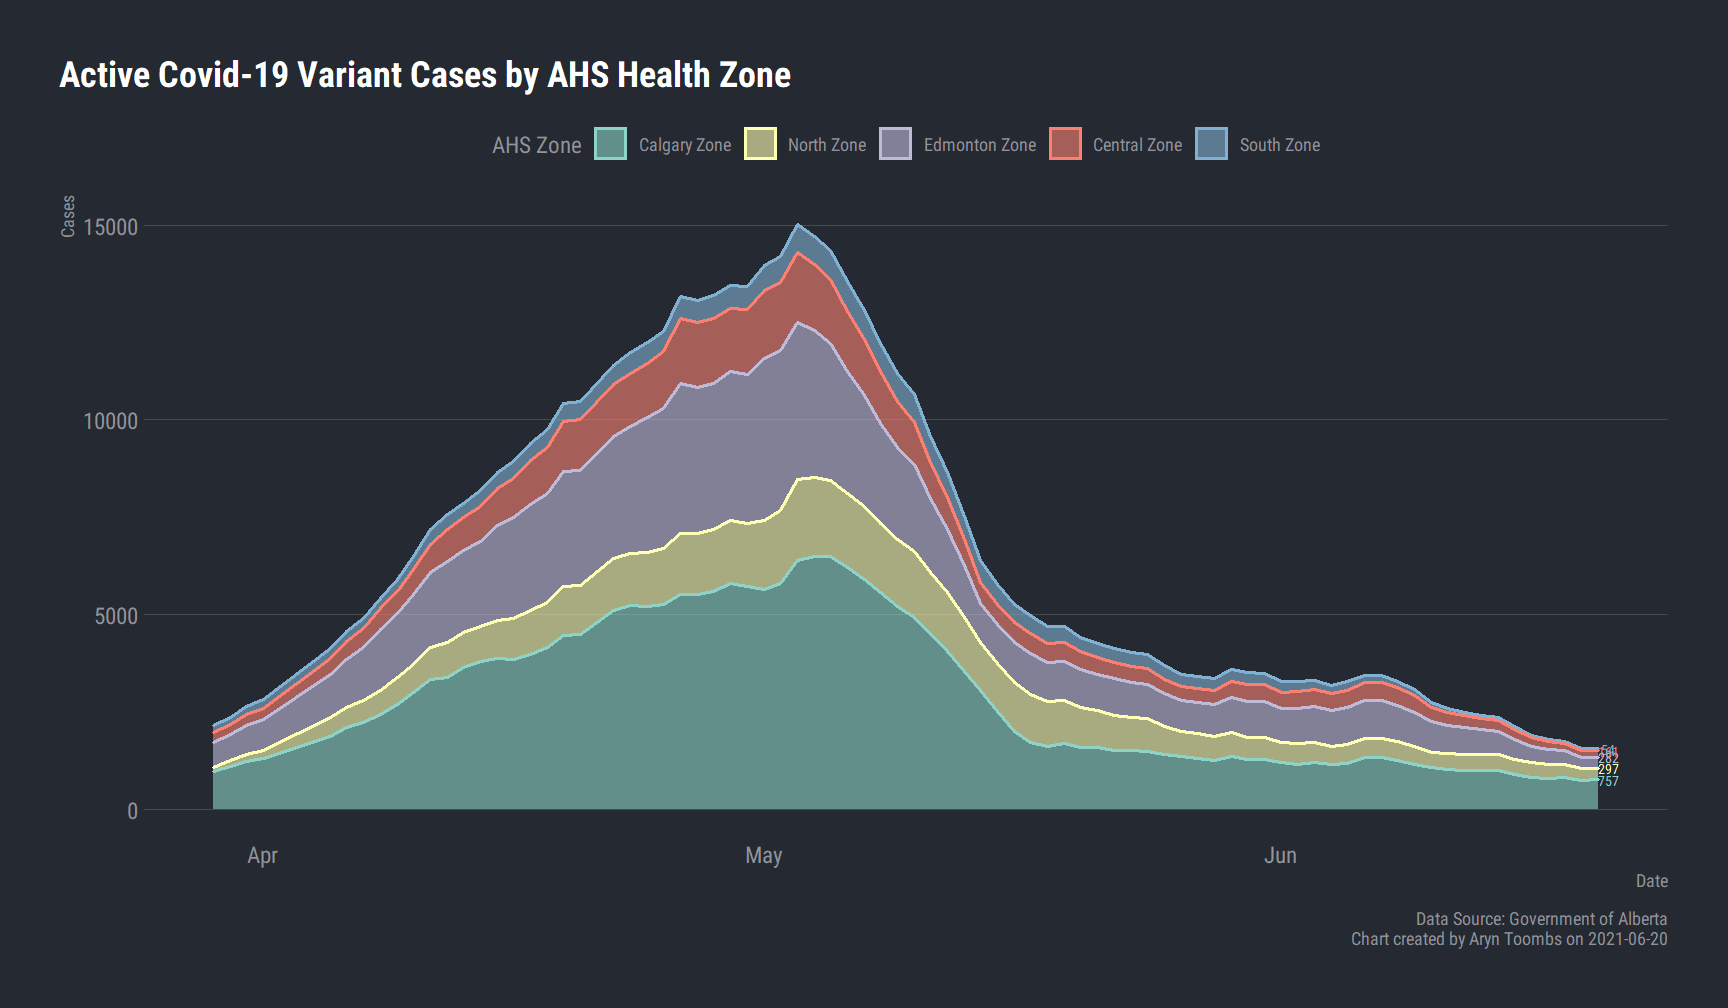 Active Covid-19 Variant Cases by AHS Health Zone
AHS Zone Calgary Zone North Zone Edmonton Zone Central Zone South Zone
Cases
15000
10000
5000
0
54
282
297
757
Apr May Jun
Date
Data Source: Government of Alberta
Chart created by Aryn Toombs on 2021-06-20